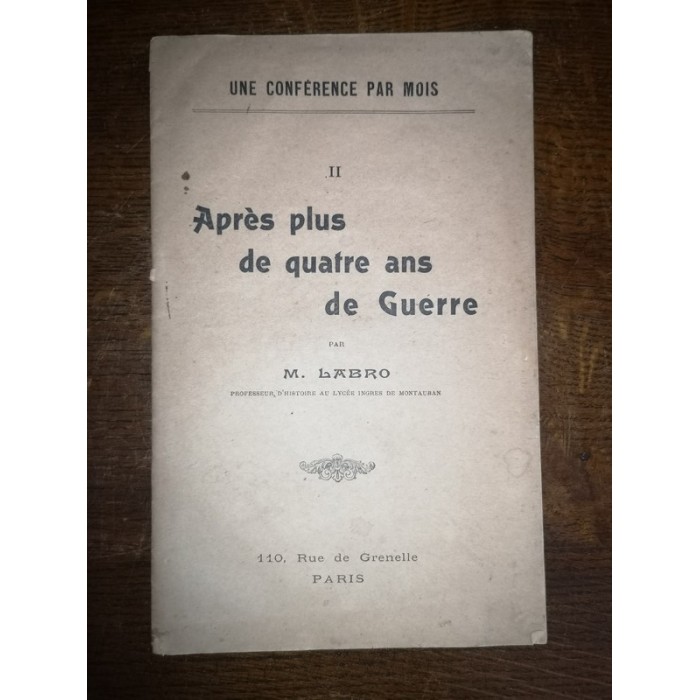 UNE CONFÉRENCE PAR MOIS
II
Après plus
de quatre ans
de Guerre
PAR
M. LABRO
PROFESSEUR D'HISTOIRE AU LYCÉE INGRES DE MONTAUBAN
110, Rue de Grenelle
PARIS